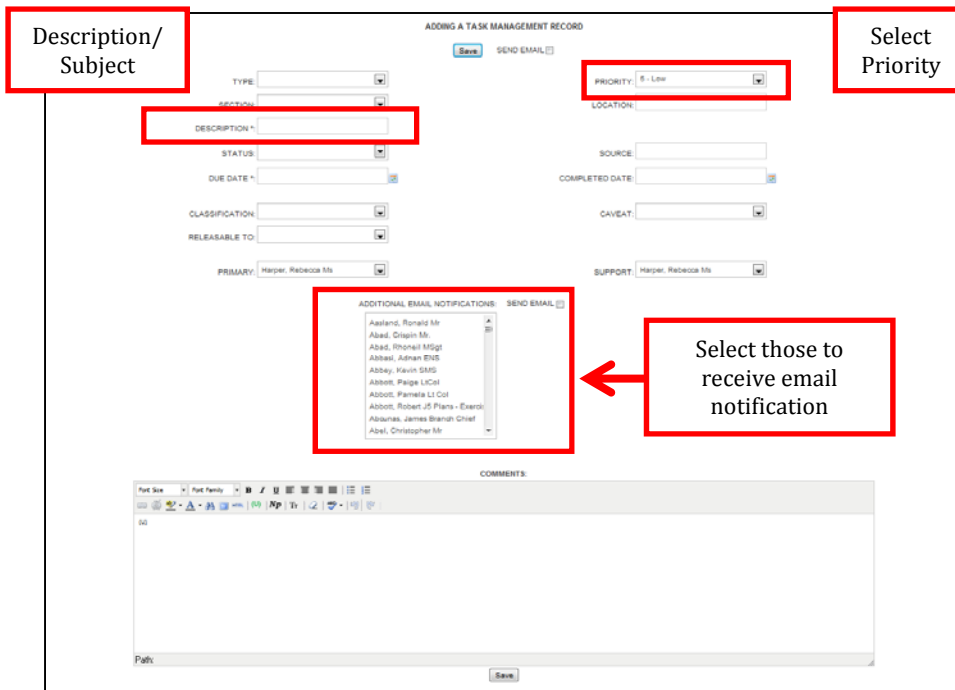 ADDING A TASK MANAGEMENT RECORD
Description/
Subject
Select
Priority
Save SEND EMAIL
TYPE:
PRIORITY: 5 - Low
SECTION:
LOCATION:
DESCRIPTION *:
STATUS:
SOURCE:
DUE DATE *:
COMPLETED DATE:
CLASSIFICATION:
CAVEAT:
RELEASABLE TO:
PRIMARY: Harper, Rebecca Ms
SUPPORT: Harper, Rebecca Ms
ADDITIONAL EMAIL NOTIFICATIONS: SEND EMAIL
Aasland, Ronald Mr
Abad, Crispin Mr.
Abad, Rhoneil MSgt
Abbasi, Adnan ENS
Abbey, Kevin SMS
Abbott, Paige LtCol
Abbott, Pamela Lt Col
Abbott, Robert J5 Plans - Exercis
Abounas, James Branch Chief
Abel, Christopher Mr
Select those to
receive email
notification
COMMENTS:
Font Size Font Family B I U
Path:
Save